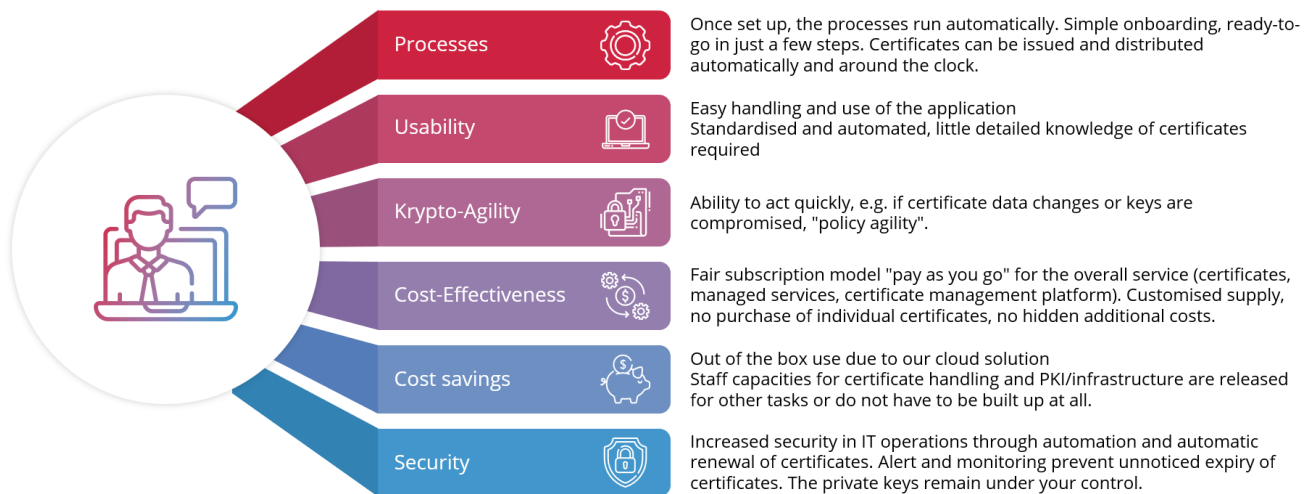 Processes
Once set up, the processes run automatically. Simple onboarding, ready-to-
go in just a few steps. Certificates can be issued and distributed
automatically and around the clock.
Usability
Easy handling and use of the application
Standardised and automated, little detailed knowledge of certificates
required
Krypto-Agility
Ability to act quickly, e.g. if certificate data changes or keys are
compromised, "policy agility".
Cost-Effectiveness
Fair subscription model "pay as you go" for the overall service (certificates,
managed services, certificate management platform). Customised supply,
no purchase of individual certificates, no hidden additional costs.
Cost savings
Out of the box use due to our cloud solution
Staff capacities for certificate handling and PKI/infrastructure are released
for other tasks or do not have to be built up at all.
Security
Increased security in IT operations through automation and automatic
renewal of certificates. Alert and monitoring prevent unnoticed expiry of
certificates. The private keys remain under your control.